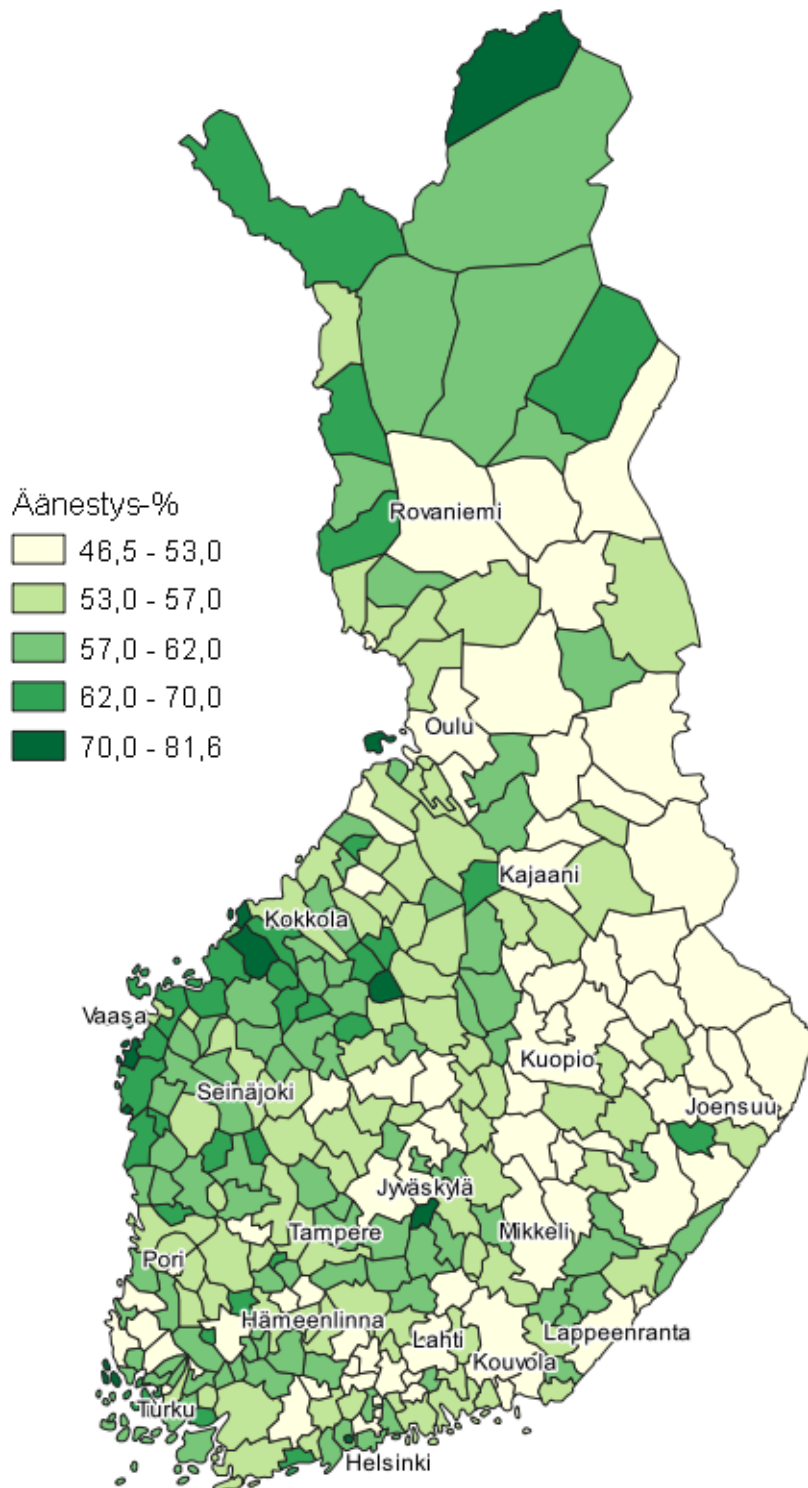 Äänestys-%
46,5 - 53,0
53,0 - 57,0
57,0 - 62,0
62,0 - 70,0
70,0 - 81,6
Rovaniemi
Oulu
Kajaani
Kokkola
Vaasa
Kuopio
Seinäjoki
Joensuu
Jyväskylä
Mikkeli
Tampere
Pori
Hämeenlinna
Lahti
Lappeenranta
Kouvola
Turku
Helsinki